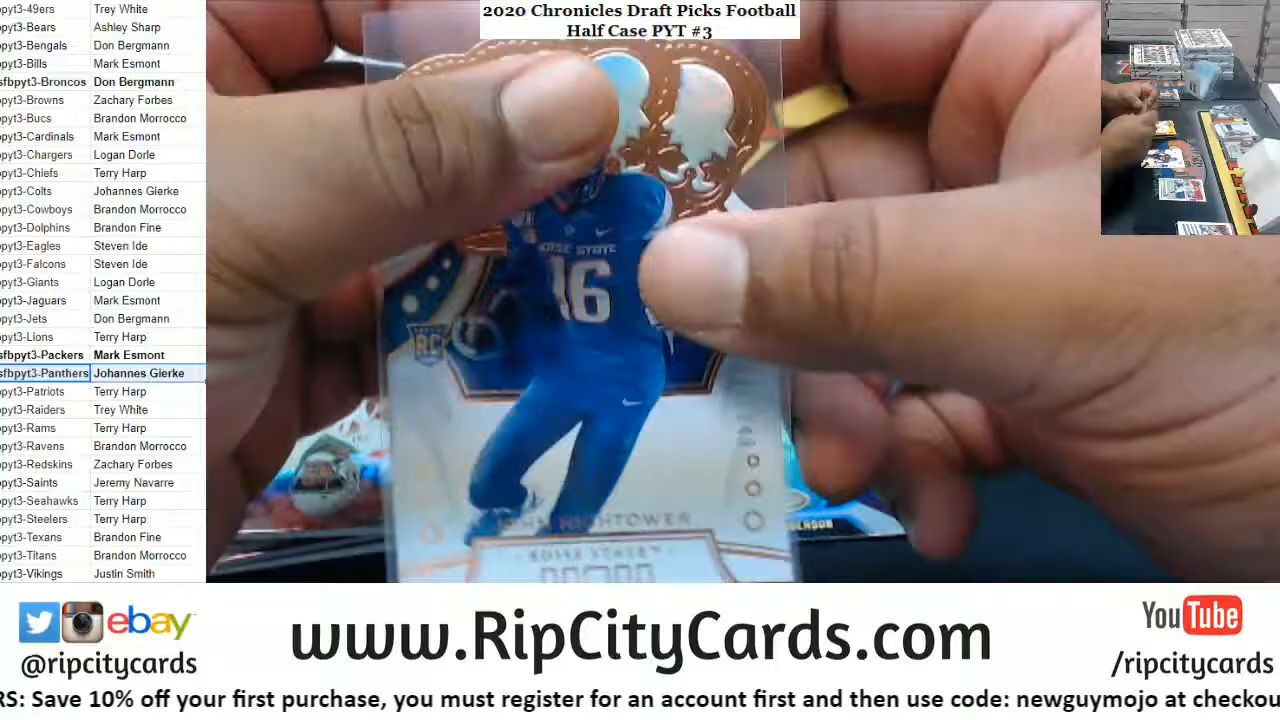 2020 Chronicles Draft Picks Football
Half Case PYT #3
pyt3-49ers Trey White
pyt3-Bears Ashley Sharp
pyt3-Bengals Don Bergmann
pyt3-Bills Mark Esmont
sfbpyt3-Broncos Don Bergmann
pyt3-Browns Zachary Forbes
pyt3-Bucs Brandon Morrocco
pyt3-Cardinals Mark Esmont
pyt3-Chargers Logan Dorle
pyt3-Chiefs Terry Harp
pyt3-Colts Johannes Gierke
pyt3-Cowboys Brandon Morrocco
pyt3-Dolphins Brandon Fine
pyt3-Eagles Steven Ide
pyt3-Falcons Steven Ide
pyt3-Giants Logan Dorle
pyt3-Jaguars Mark Esmont
pyt3-Jets Don Bergmann
pyt3-Lions Terry Harp
sfbpyt3-Packers Mark Esmont
sfbpyt3-Panthers Johannes Gierke
pyt3-Patriots Terry Harp
pyt3-Raiders Trey White
pyt3-Rams Terry Harp
pyt3-Ravens Brandon Morrocco
pyt3-Redskins Zachary Forbes
pyt3-Saints Jeremy Navarre
pyt3-Seahawks Terry Harp
pyt3-Steelers Terry Harp
pyt3-Texans Brandon Fine
pyt3-Titans Brandon Morrocco
pyt3-Vikings Justin Smith
STATE
16
RC
HIGHTOWER
BOISE STATE
ebay
@ripcitycards
www.RipCityCards.com
YouTube
/ripcitycards
RS: Save 10% off your first purchase, you must register for an account first and then use code: newguymojo at checkou